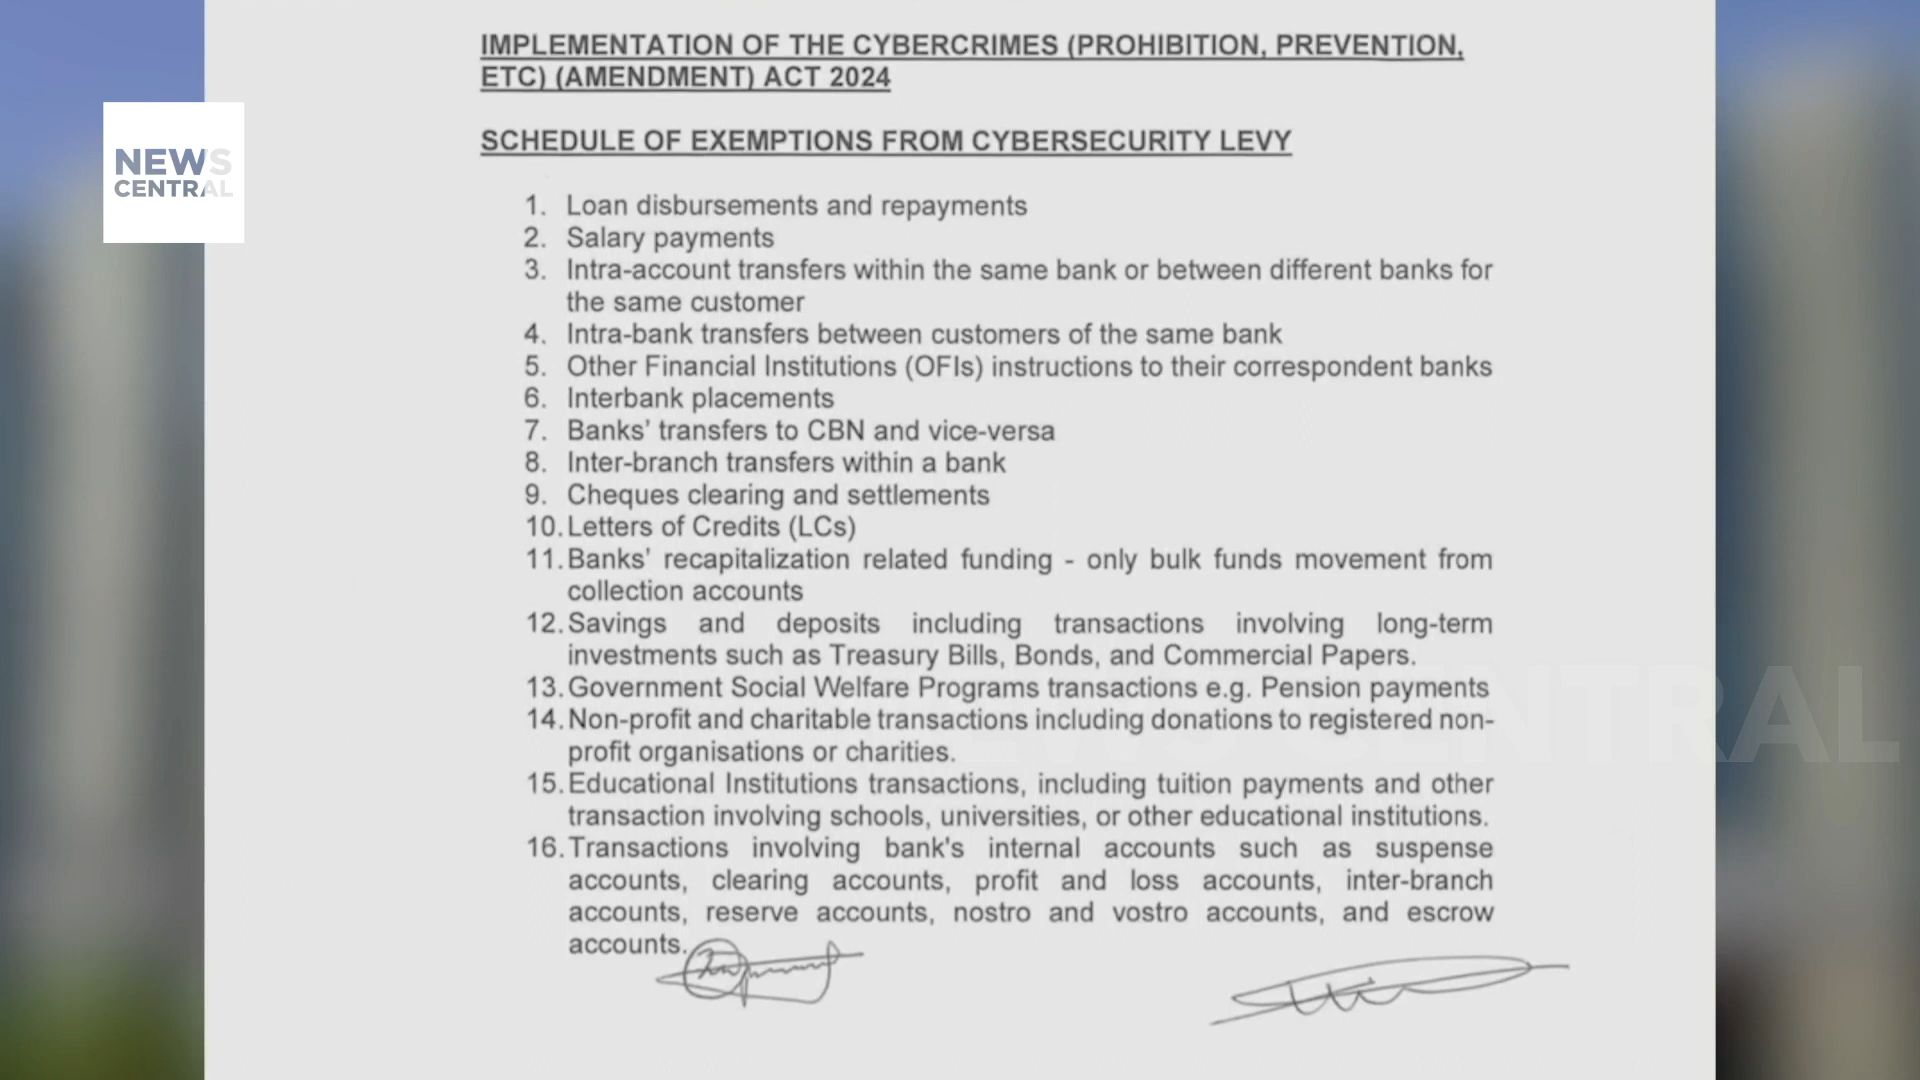 IMPLEMENTATION OF THE CYBERCRIMES (PROHIBITION, PREVENTION,
ETC) (AMENDMENT) ACT 2024
NEWS
CENTRAL
SCHEDULE OF EXEMPTIONS FROM CYBERSECURITY LEVY
1. Loan disbursements and repayments
2. Salary payments
3. Intra-account transfers within the same bank or between different banks for
the same customer
4. Intra-bank transfers between customers of the same bank
5. Other Financial Institutions (OFIs) instructions to their correspondent banks
6. Interbank placements
7. Banks' transfers to CBN and vice-versa
8. Inter-branch transfers within a bank
9. Cheques clearing and settlements
10. Letters of Credits (LCs)
11. Banks' recapitalization related funding - only bulk funds movement from
collection accounts
12. Savings and deposits including transactions involving long-term
investments such as Treasury Bills, Bonds, and Commercial Papers.
13. Government Social Welfare Programs transactions e.g. Pension payments
14. Non-profit and charitable transactions including donations to registered non-
profit organisations or charities.
15. Educational Institutions transactions, including tuition payments and other
transaction involving schools, universities, or other educational institutions.
16. Transactions involving bank's internal accounts such as suspense
accounts, clearing accounts, profit and loss accounts, inter-branch
accounts, reserve accounts, nostro and vostro accounts, and escrow
accounts.
NEWS CENTRAL